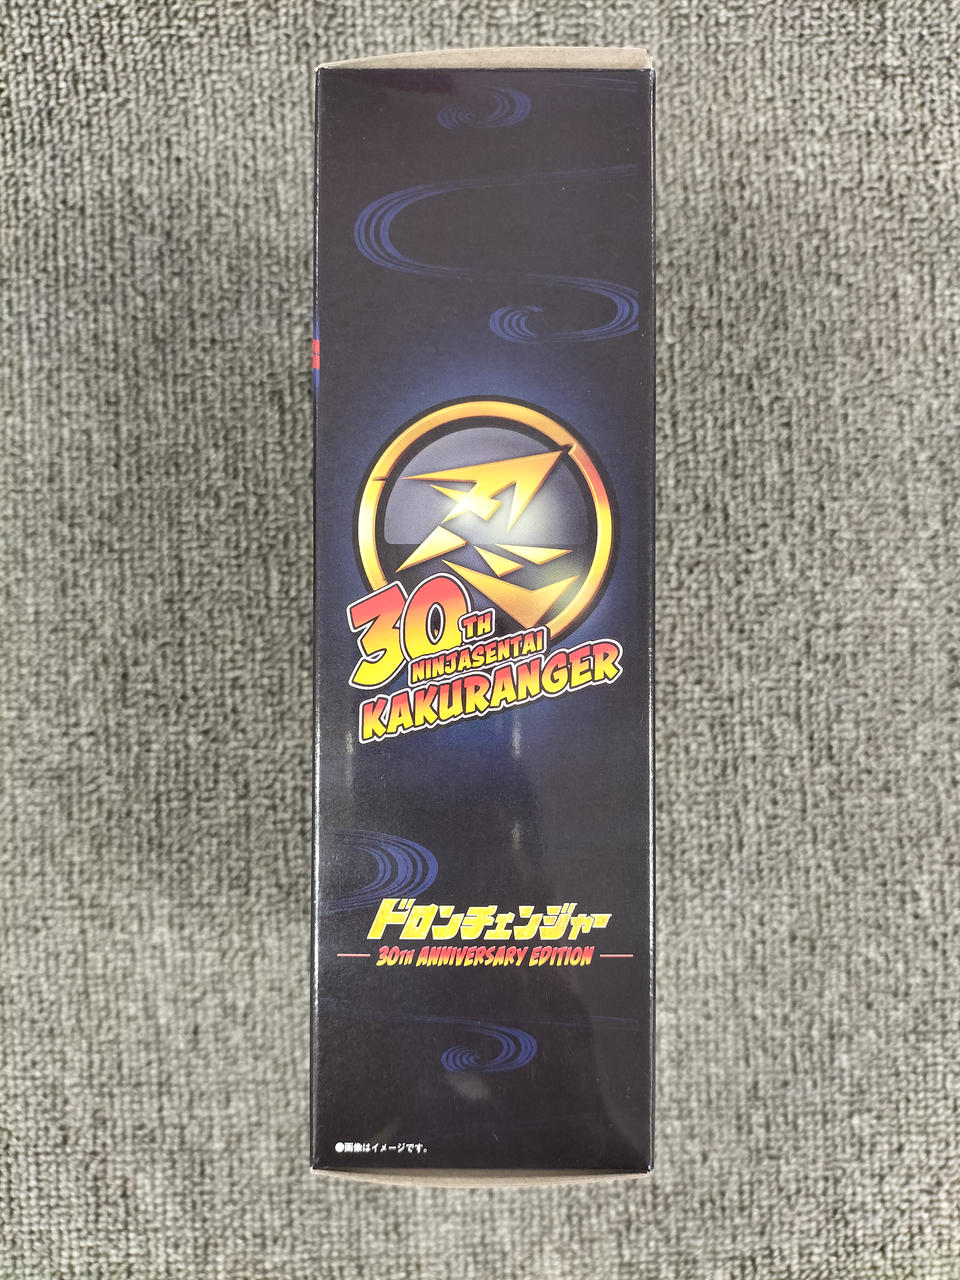 忍
30TH
NINJASENTAI
KAKURANGER
ドロンチェンジャー
30TH ANNIVERSARY EDITION
●画像はイメージです。